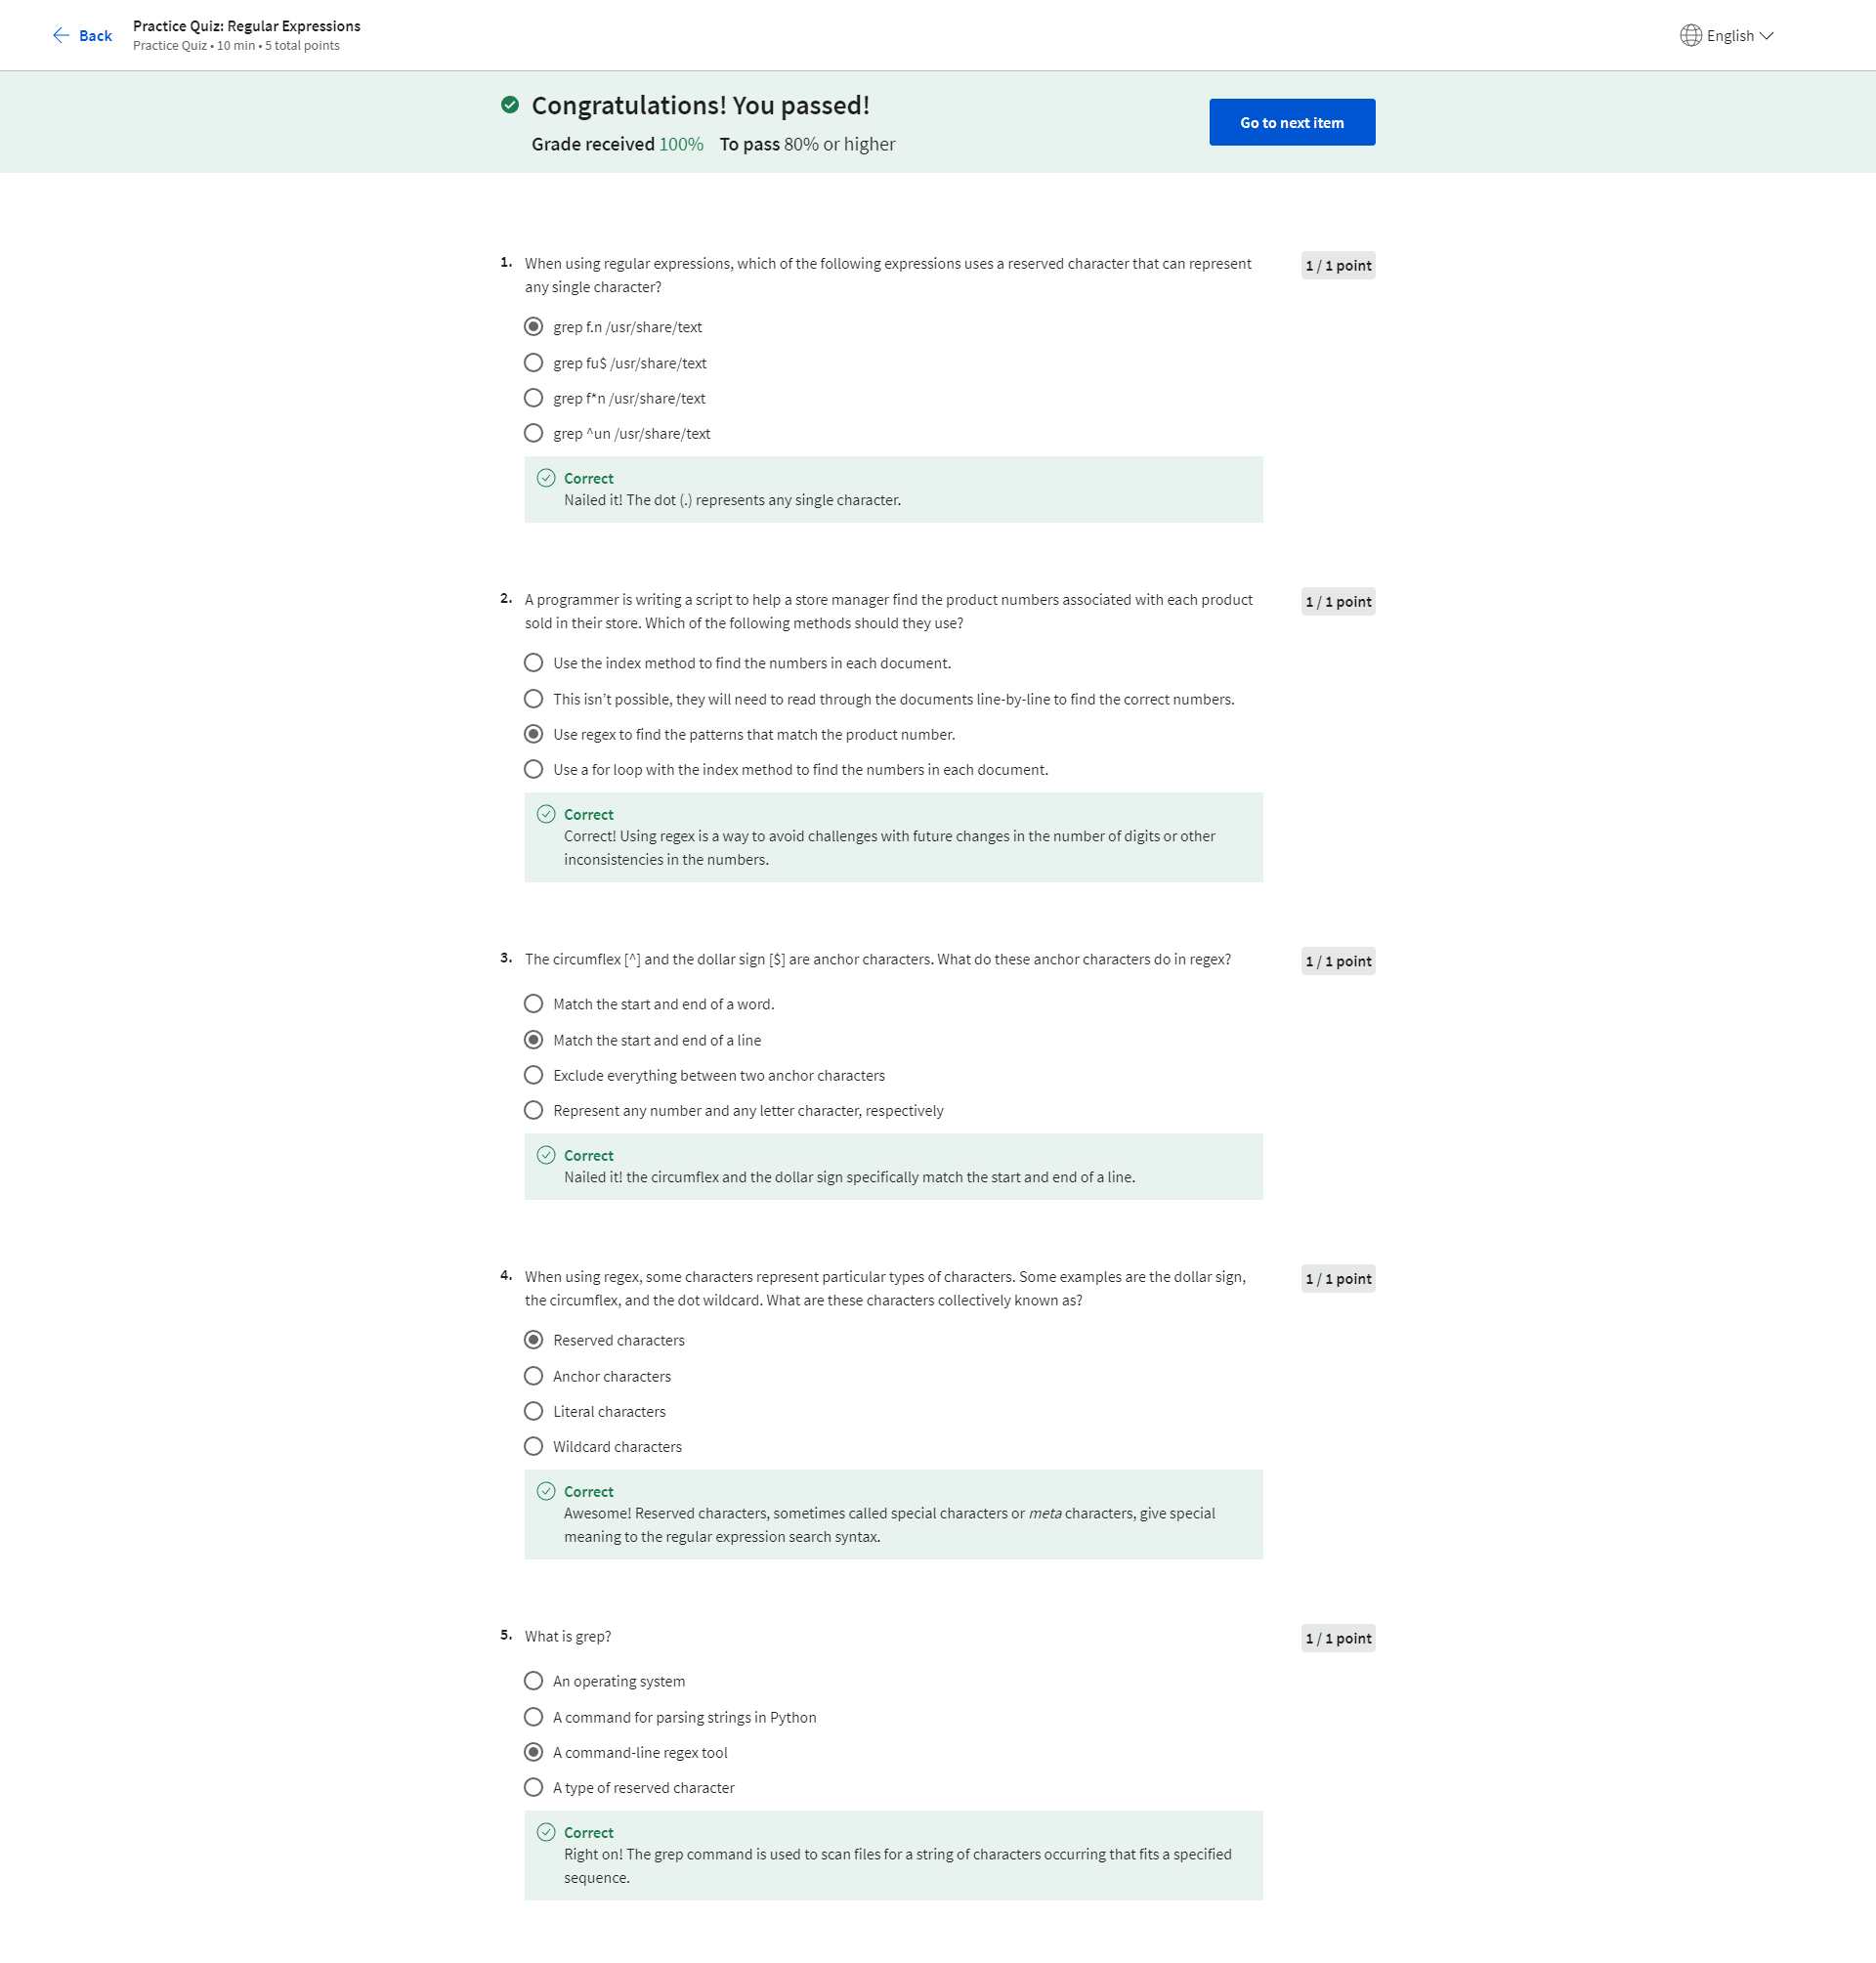 Back
Practice Quiz: Regular Expressions
Practice Quiz • 10 min • 5 total points
English
Congratulations! You passed!
Grade received 100% To pass 80% or higher
Go to next item
1. When using regular expressions, which of the following expressions uses a reserved character that can represent
any single character?
1 / 1 point
grep f.n /usr/share/text
grep fu$ /usr/share/text
grep f*n /usr/share/text
grep ^un /usr/share/text
Correct
Nailed it! The dot (.) represents any single character.
2. A programmer is writing a script to help a store manager find the product numbers associated with each product
sold in their store. Which of the following methods should they use?
1 / 1 point
Use the index method to find the numbers in each document.
This isn’t possible, they will need to read through the documents line-by-line to find the correct numbers.
Use regex to find the patterns that match the product number.
Use a for loop with the index method to find the numbers in each document.
Correct
Correct! Using regex is a way to avoid challenges with future changes in the number of digits or other
inconsistencies in the numbers.
3. The circumflex [^] and the dollar sign [$] are anchor characters. What do these anchor characters do in regex?
1 / 1 point
Match the start and end of a word.
Match the start and end of a line
Exclude everything between two anchor characters
Represent any number and any letter character, respectively
Correct
Nailed it! the circumflex and the dollar sign specifically match the start and end of a line.
4. When using regex, some characters represent particular types of characters. Some examples are the dollar sign,
the circumflex, and the dot wildcard. What are these characters collectively known as?
1 / 1 point
Reserved characters
Anchor characters
Literal characters
Wildcard characters
Correct
Awesome! Reserved characters, sometimes called special characters or meta characters, give special
meaning to the regular expression search syntax.
5. What is grep?
1 / 1 point
An operating system
A command for parsing strings in Python
A command-line regex tool
A type of reserved character
Correct
Right on! The grep command is used to scan files for a string of characters occurring that fits a specified
sequence.